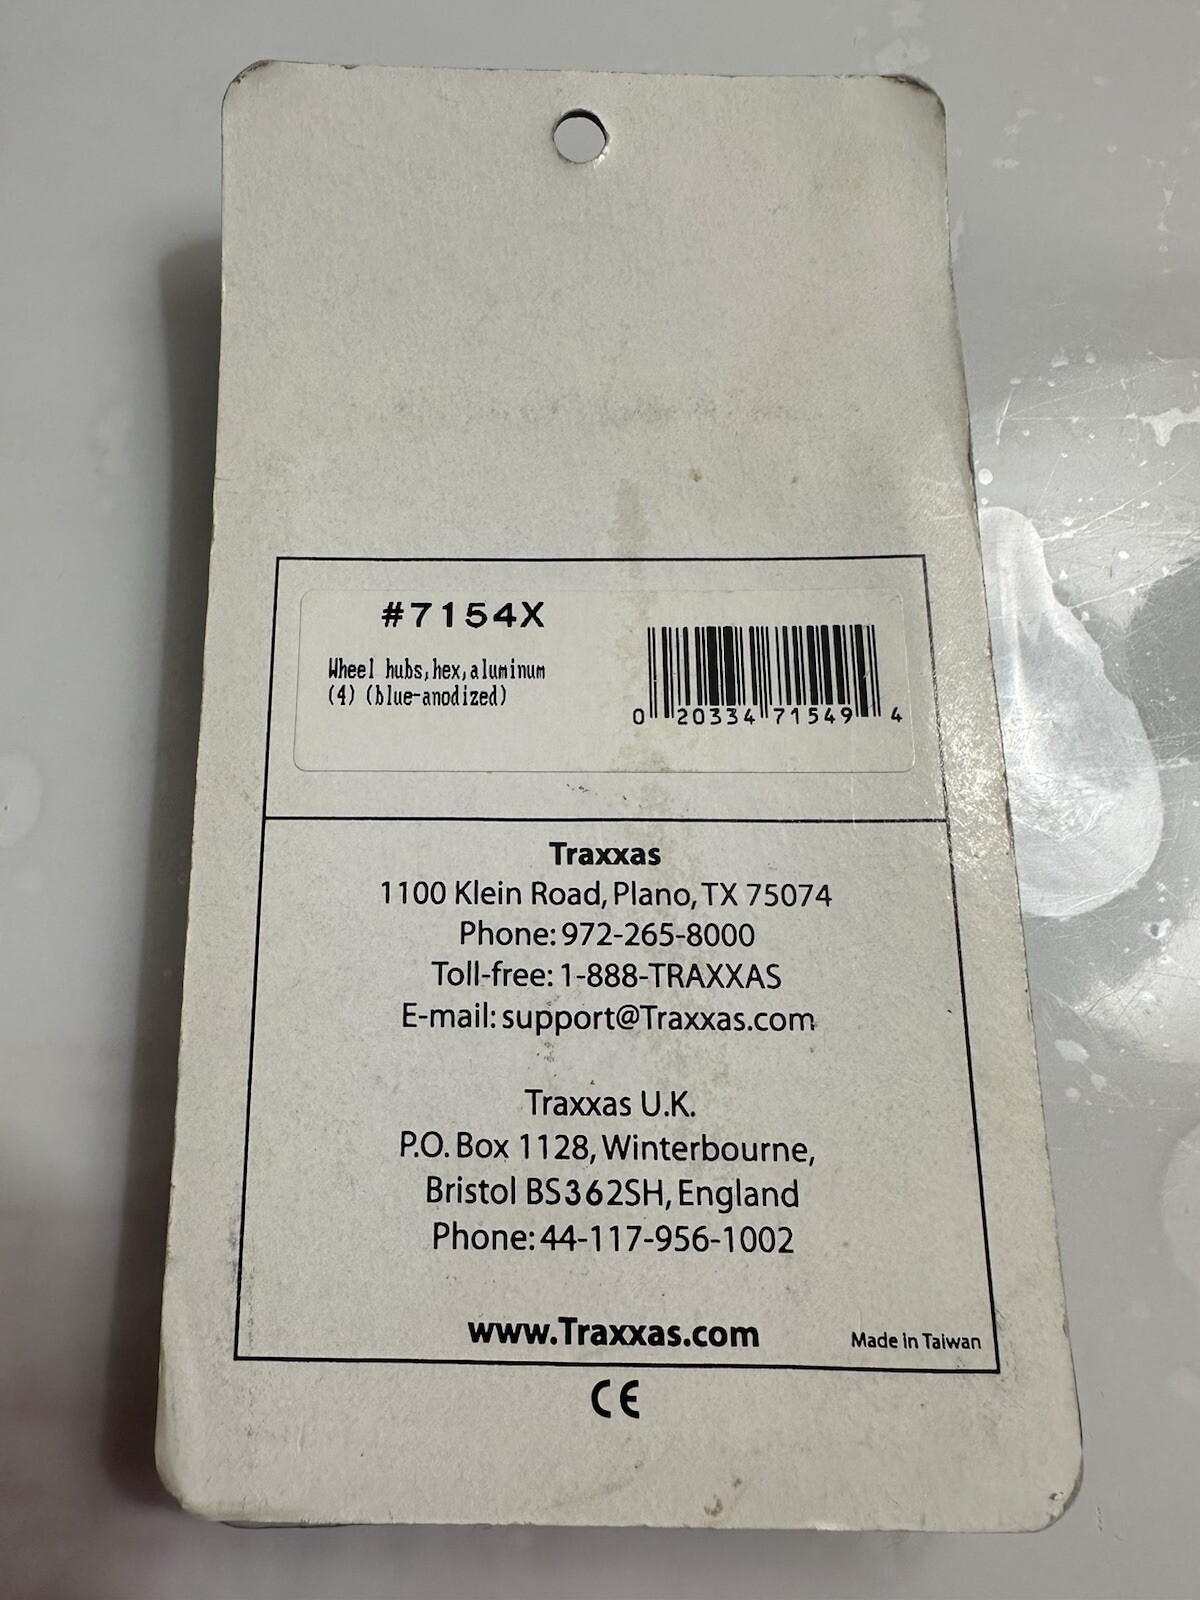 #7154X
Wheel hubs,hex,aluminum
(4) (blue-anodized)
0 20334 71549 4
Traxxas
1100 Klein Road, Plano, TX 75074
Phone: 972-265-8000
Toll-free: 1-888-TRAXXAS
E-mail: support@Traxxas.com
Traxxas U.K.
P.O. Box 1128, Winterbourne,
Bristol BS362SH, England
Phone: 44-117-956-1002
www.Traxxas.com
Made in Taiwan
CE